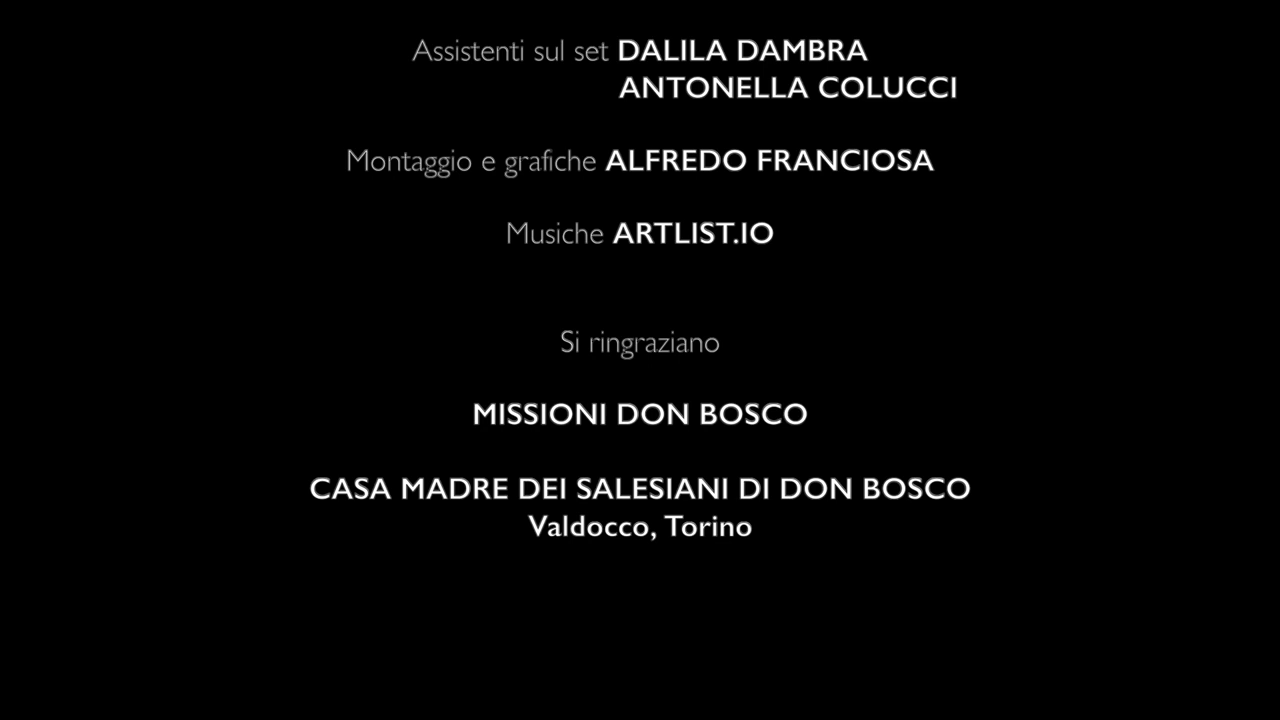 Assistenti sul set DALILA DAMBRA
ANTONELLA COLUCCI
Montaggio e grafiche ALFREDO FRANCIOSA
Musiche ARTLIST.IO
Si ringraziano
MISSIONI DON BOSCO
CASA MADRE DEI SALESIANI DI DON BOSCO
Valdocco, Torino